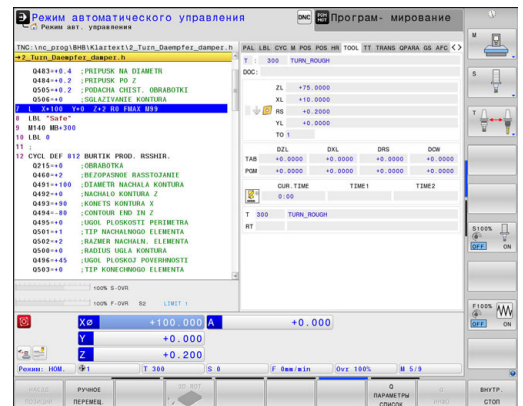 Режим автоматического управления
Режим авт. управления
DNC
Програм- мирование
TNC:\nc_prog\BHB\Klartext\2_Turn_Daempfer_damper.h
→2_Turn_Daempfer_damper.h
Q483=+0.4 ;PRIPUSK NA DIAMETR
Q484=+0.2 ;PRIPUSK PO Z
Q505=+0.2 ;PODACHA CHIST. OBRABOTKI
Q506=+0 ;SGLAZIVANIE KONTURA
7 L X+100 Y+0 Z+2 R0 FMAX M99
8 LBL "Safe"
9 M140 MB+300
10 LBL 0
11 ;
12 CYCL DEF 812 BURTIK PROD. RSSHIR.
Q215=+0 ;OBRABOTKA
Q460=+2 ;BEZOPASNOE RASSTOJANIE
Q491=+100 ;DIAMETR NACHALA KONTURA
Q492=+0 ;NACHALO KONTURA Z
Q493=+90 ;KONETS KONTURA X
Q494=-80 ;CONTOUR END IN Z
Q495=+0 ;UGOL PLOSKOSTI PERIMETRA
Q501=+1 ;TIP NACHALNOGO ELEMENTA
Q502=+2 ;RAZMER NACHALN. ELEMENTA
Q500=+0 ;RADIUS UGLA KONTURA
Q496=+45 ;UGOL PLOSKOJ POVERHNOSTI
Q503=+0 ;TIP KONECHNOGO ELEMENTA
100% S-OVR
100% F-OVR S2 LIMIT 1
PAL LBL CYC M POS POS HR TOOL TT TRANS QPARA GS AFC
T : 300 TURN_ROUGH
DOC:
ZL +75.0000
XL +10.0000
RS +0.2000
YL +0.0000
TO 1
DZL DXL DRS DCW
TAB +0.0000 +0.0000 +0.0000 +0.0000
PGM +0.0000 +0.0000 +0.0000 +0.0000
CUR.TIME TIME1 TIME2
0:00
T 300 TURN_ROUGH
RT
X⌀ +100.000 A +0.000
Y +0.000
Z +0.200
Режим: НОМ. 1 T 300 S 0 F 0mm/min Ovr 100% M 5/9
M
S
T
S100%
OFF ON
F100%
OFF ON
РУЧНОЕ ПЕРЕМЕЩ.
3D ROT
Q ПАРАМЕТРЫ СПИСОК
ВНУТР. СТОП